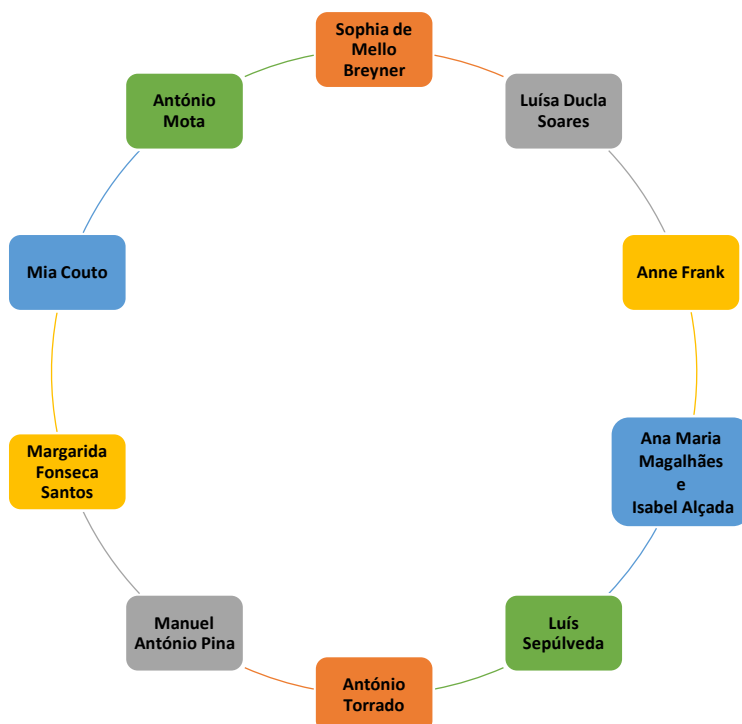 Sophia de
Mello
Breyner
Luísa Ducla
Soares
Anne Frank
Ana Maria
Magalhães
e
Isabel Alçada
Luís
Sepúlveda
António
Torrado
Manuel
António Pina
Margarida
Fonseca
Santos
Mia Couto
António
Mota